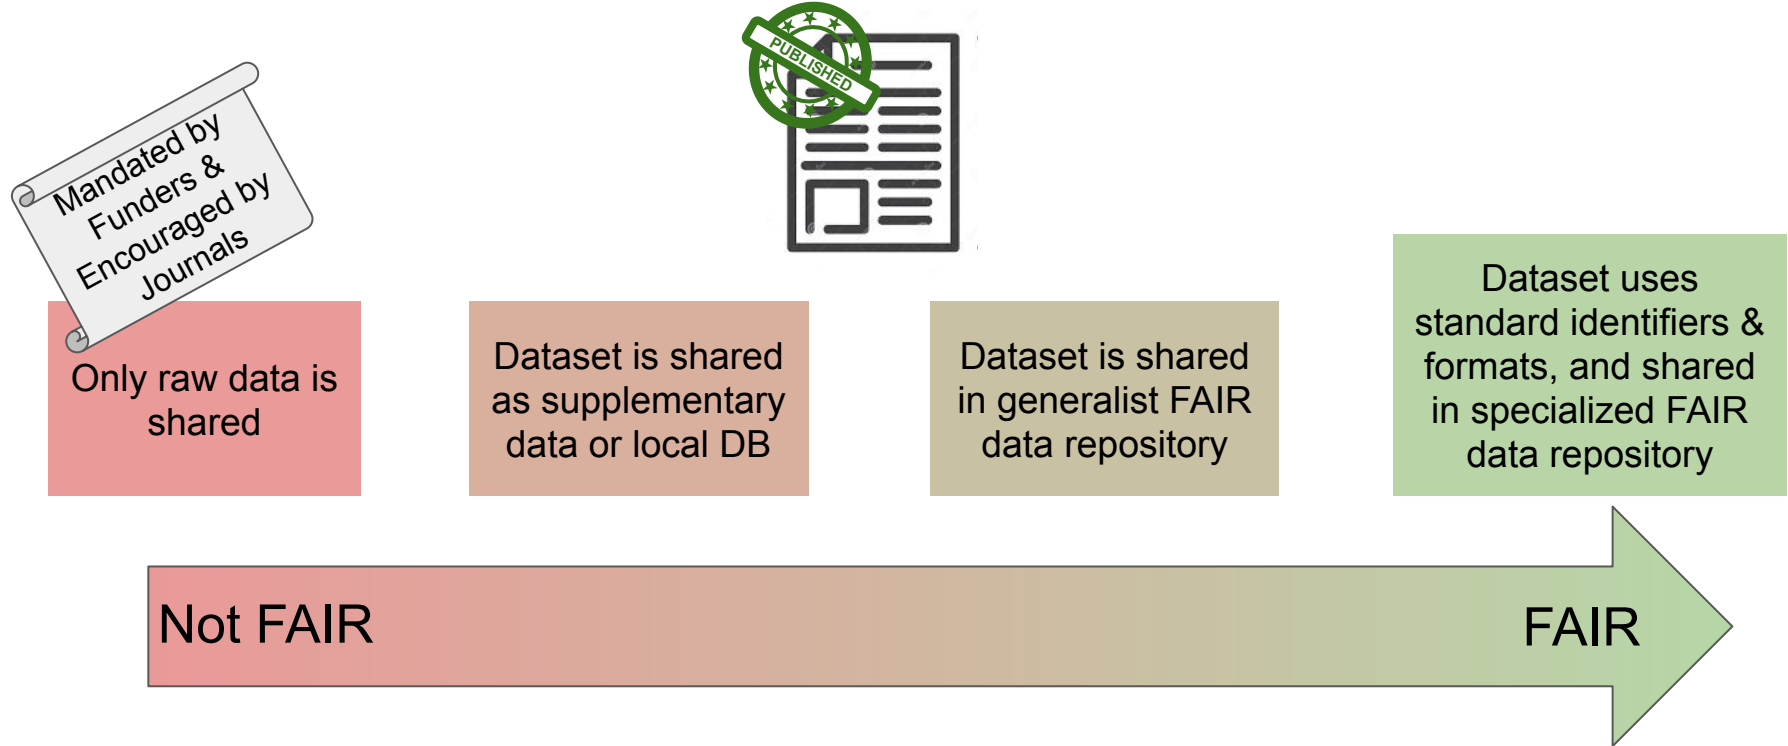 PUBLISHED
Mandated by
Funders &
Encouraged by
Journals
Only raw data is
shared
Dataset is shared
as supplementary
data or local DB
Dataset is shared
in generalist FAIR
data repository
Dataset uses
standard identifiers &
formats, and shared
in specialized FAIR
data repository
Not FAIR
FAIR